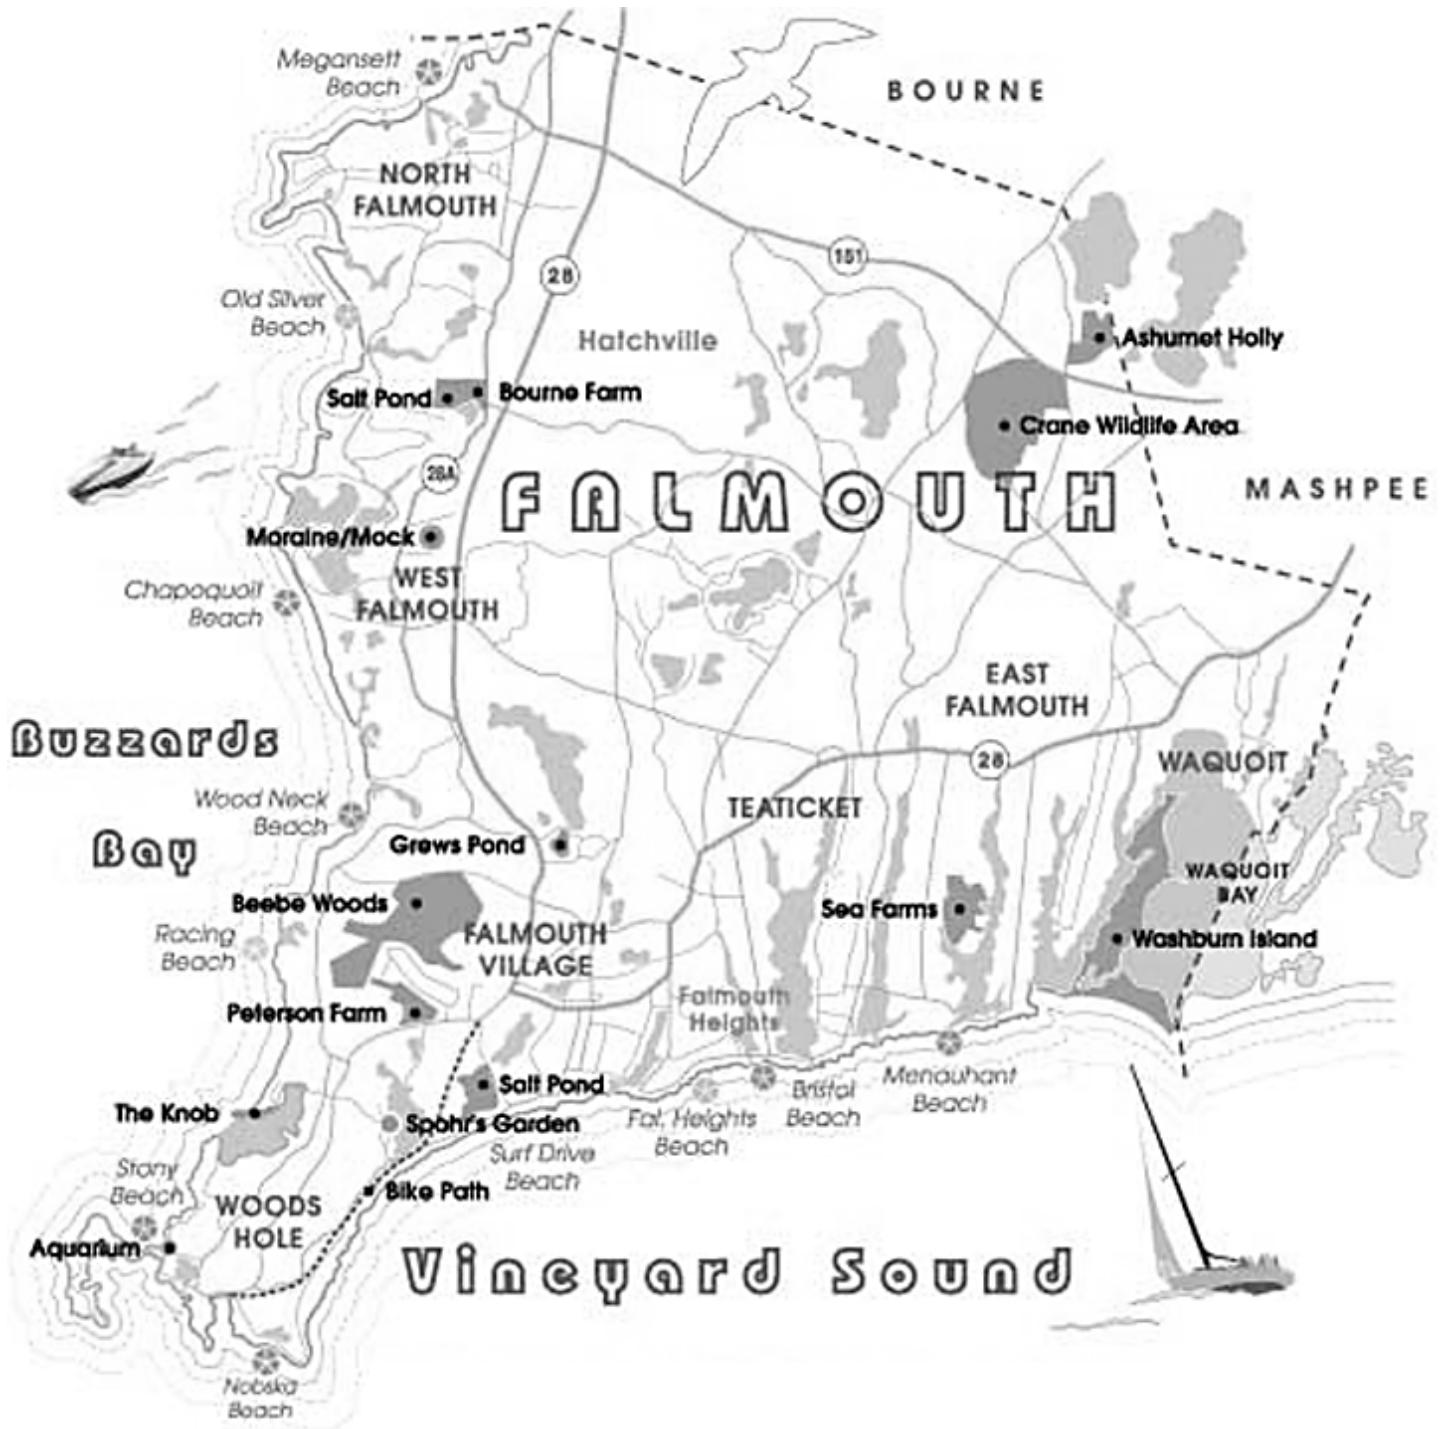 Megansett
Beach
BOURNE
NORTH
FALMOUTH
151
28
Old Silver
Beach
Hatchville
Ashumet Holly
Salt Pond
Bourne Farm
Crane Wildlife Area
28A
FALMOUTH
MASHPEE
Moraine/Mock
WEST
FALMOUTH
Chapoquoit
Beach
EAST
FALMOUTH
Buzzards
Bay
28
WAQUOIT
Wood Neck
Beach
TEATICKET
Grews Pond
WAQUOIT
BAY
Beebe Woods
Sea Farms
Racing
Beach
FALMOUTH
VILLAGE
Washburn Island
Falmouth
Heights
Peterson Farm
Salt Pond
Menauhant
Beach
Bristol
Beach
The Knob
Spohr's Garden
Fal. Heights
Beach
Surf Drive
Beach
Stony
Beach
Bike Path
WOODS
HOLE
Aquarium
Vineyard Sound
Nobska
Beach